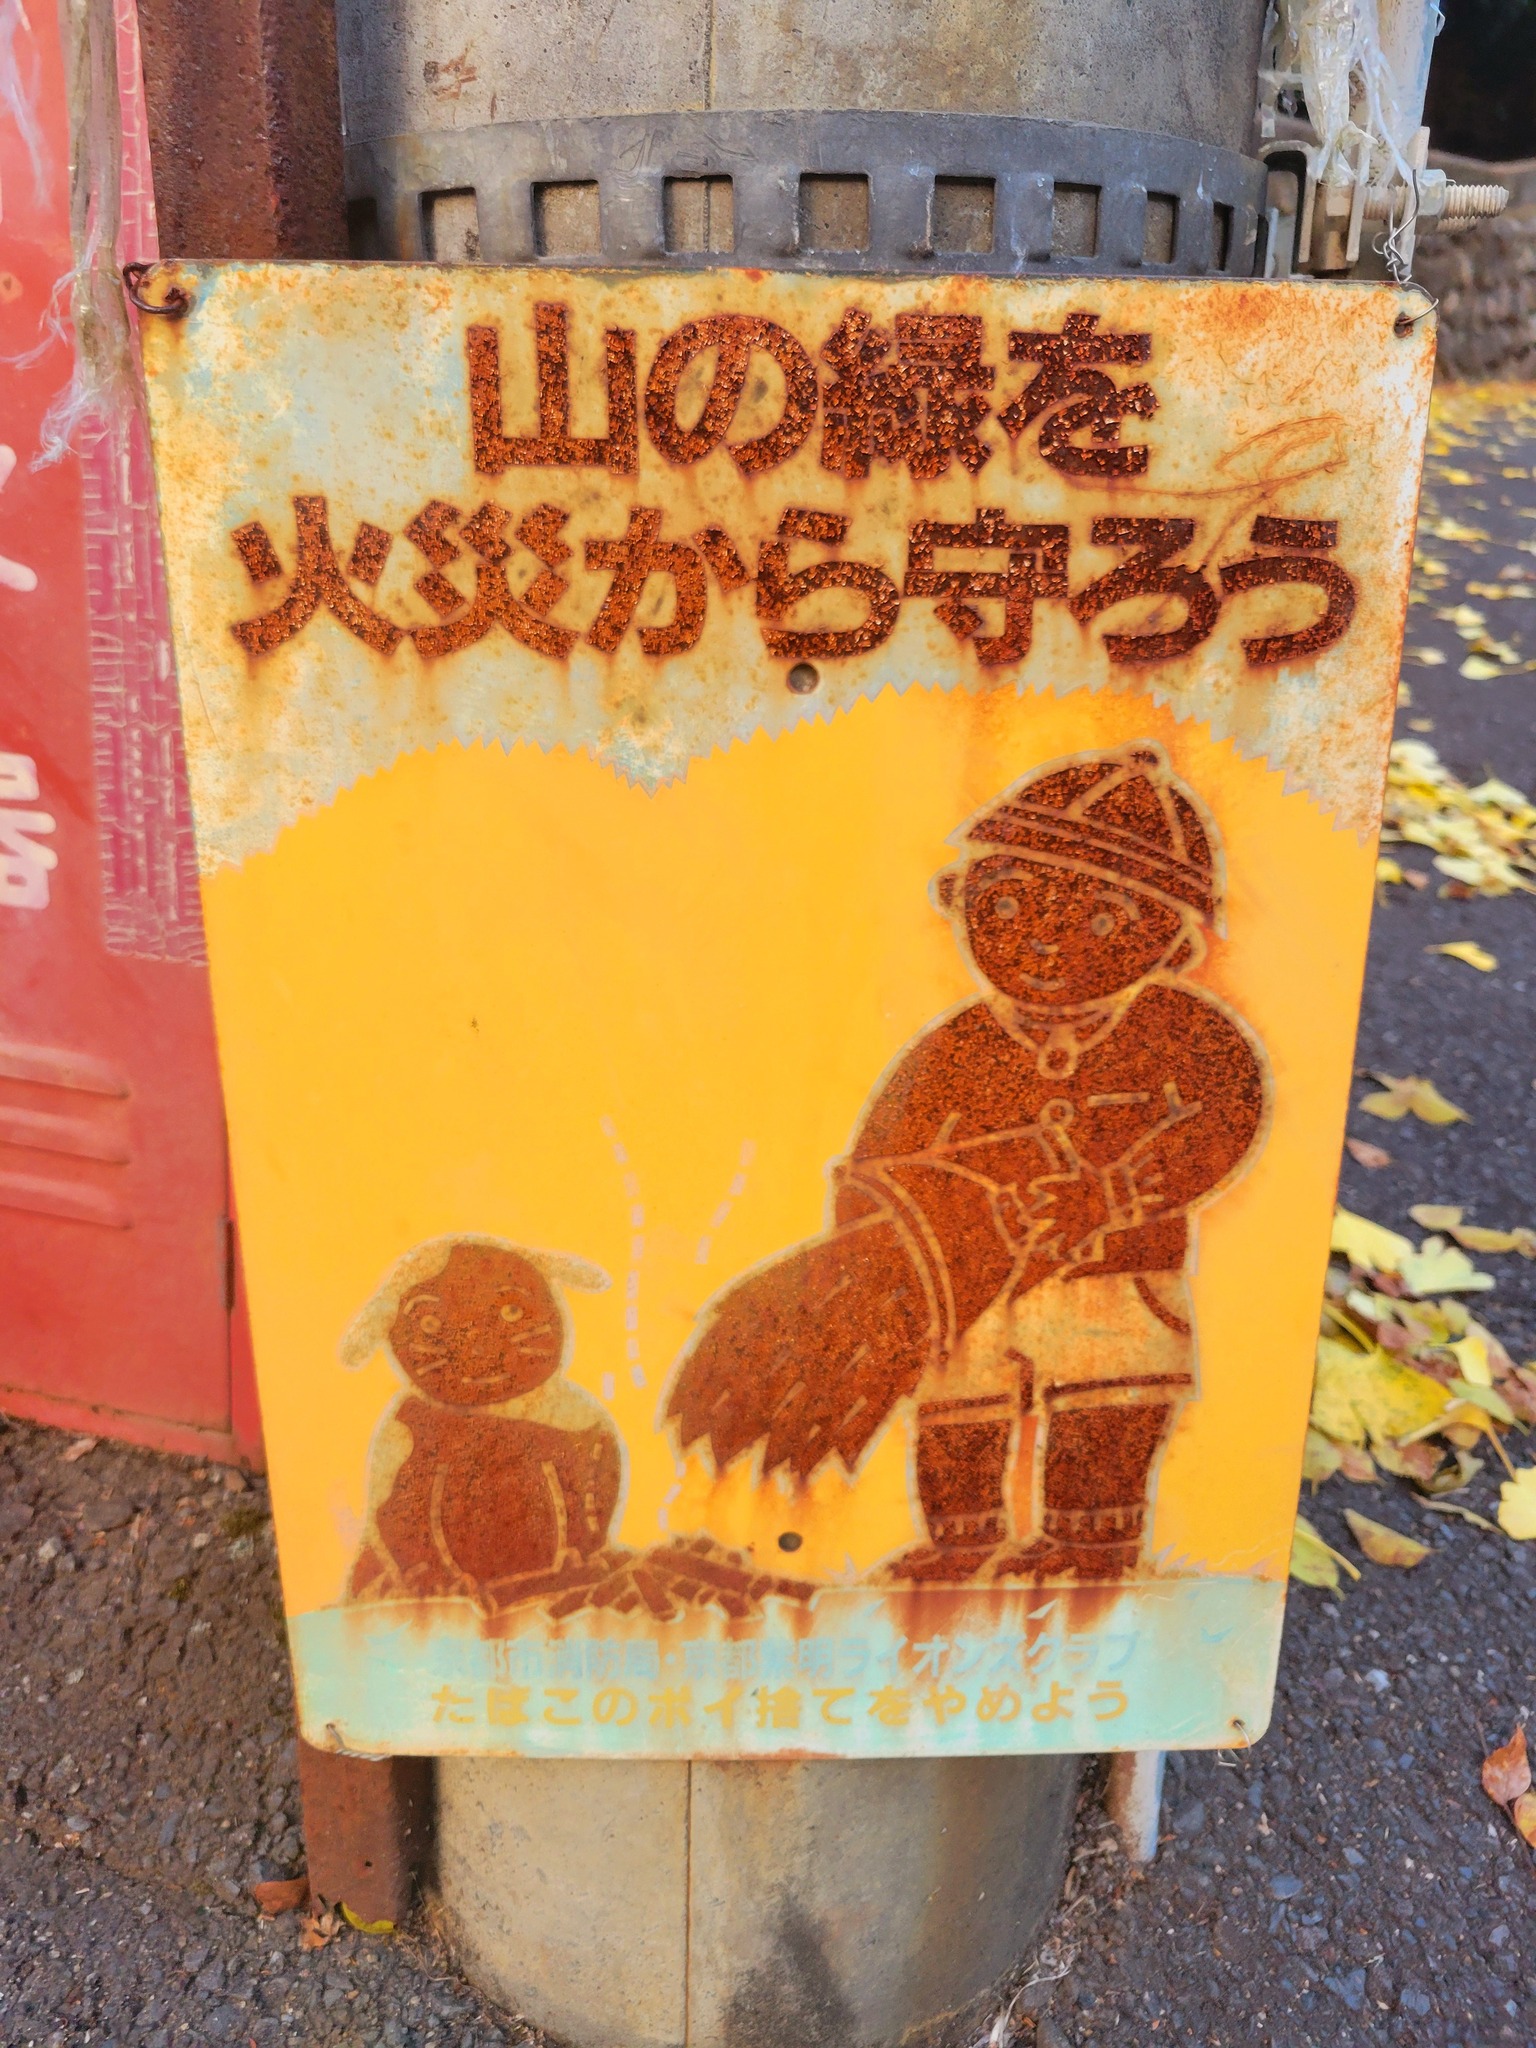 山の緑を
火災から守ろう
京都市消防局・京都紫明ライオンズクラブ
たばこのポイ捨てをやめよう